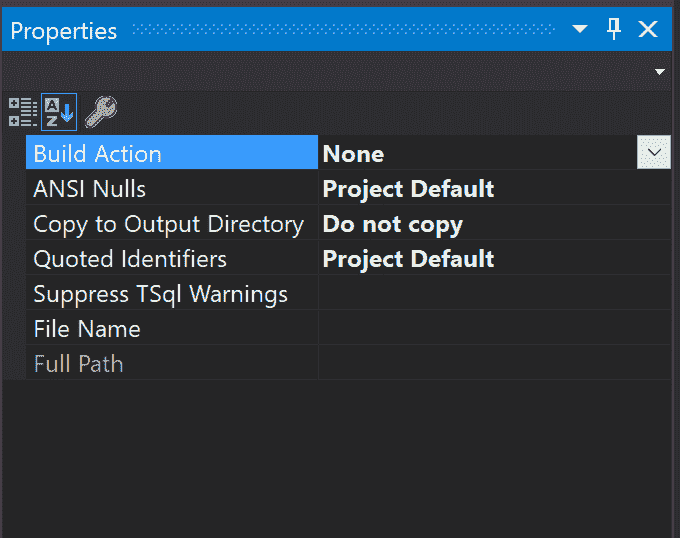 Properties
Build Action None
ANSI Nulls Project Default
Copy to Output Directory Do not copy
Quoted Identifiers Project Default
Suppress TSql Warnings
File Name
Full Path